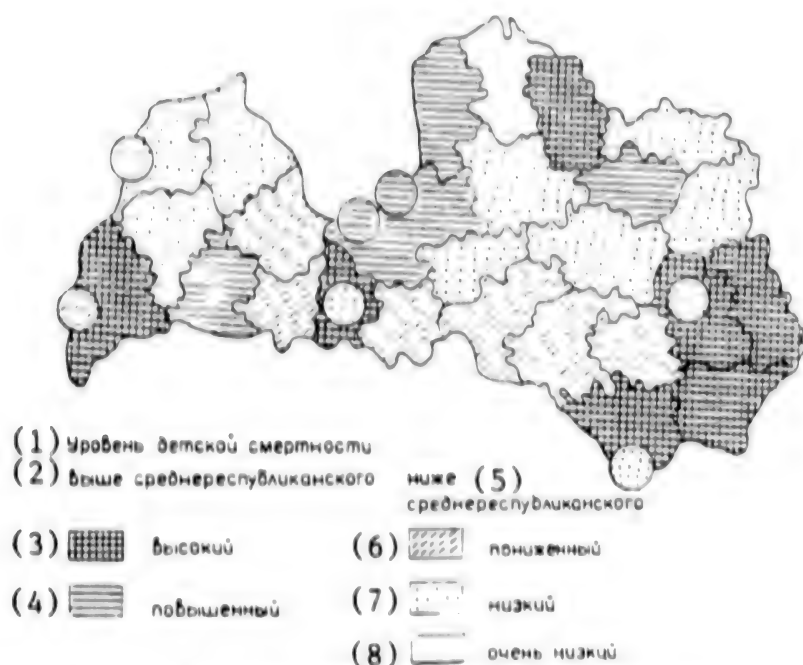 (1) Уровень детской смертности
(2) выше среднереспубликанского
ниже (5)
среднереспубликанского
(3) высокий
(6) пониженный
(4) повышенный
(7) низкий
(8) очень низкий